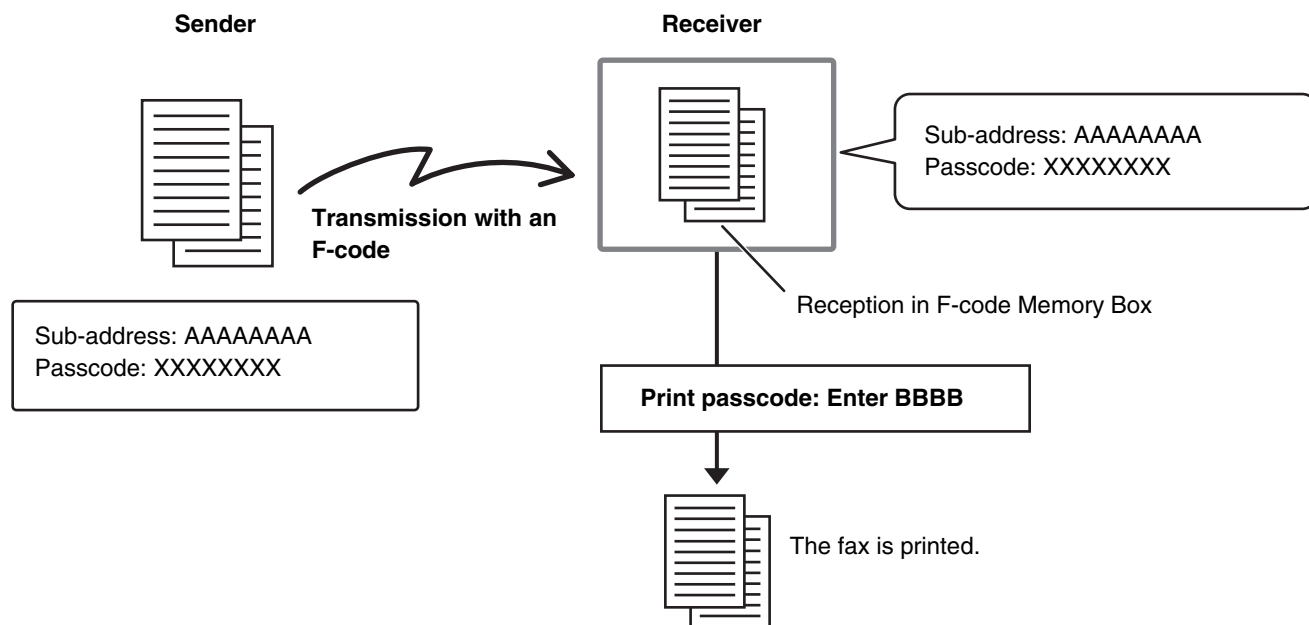 Sender
Receiver
Sub-address: AAAAAAAA
Passcode: XXXXXXXX
Transmission with an
F-code
Reception in F-code Memory Box
Sub-address: AAAAAAAA
Passcode: XXXXXXXX
Print passcode: Enter BBBB
The fax is printed.